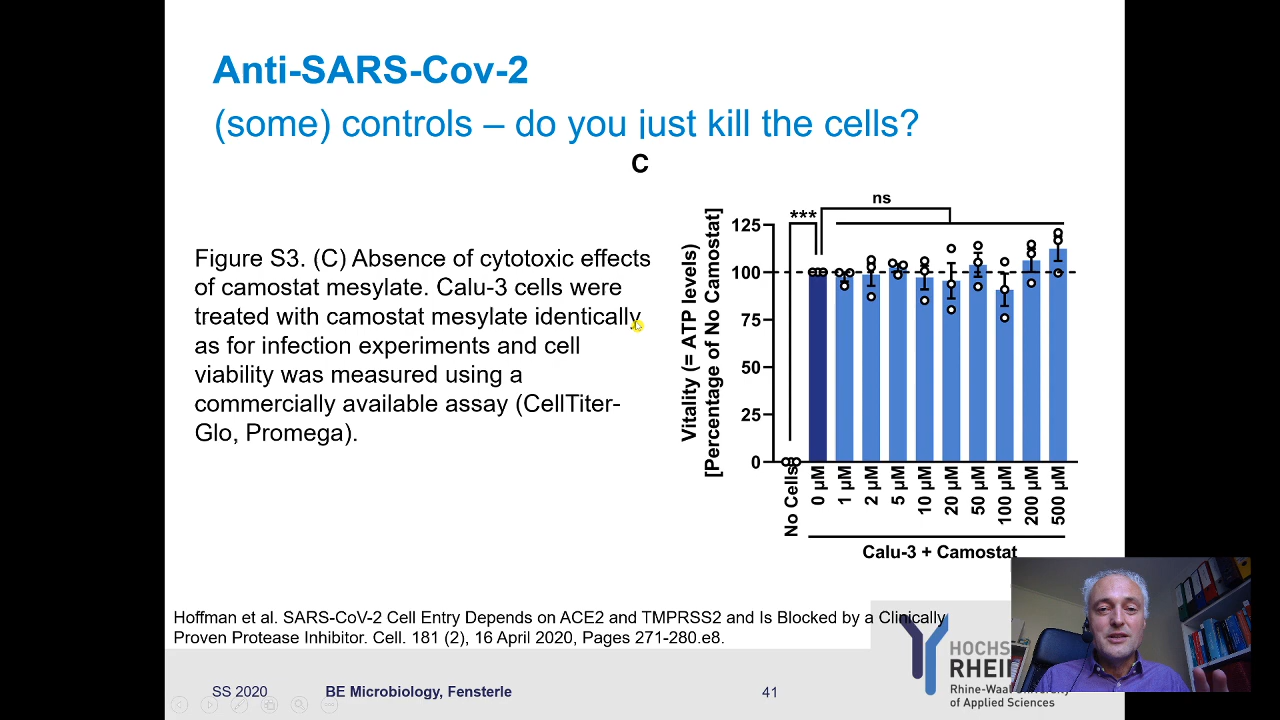 Anti-SARS-Cov-2
(some) controls – do you just kill the cells?
C
Figure S3. (C) Absence of cytotoxic effects
of camostat mesylate. Calu-3 cells were
treated with camostat mesylate identically
as for infection experiments and cell
viability was measured using a
commercially available assay (CellTiter-
Glo, Promega).
Vitality (= ATP levels)
[Percentage of No Camostat]
125
100
75
50
25
0
***
ns
No Cells
0 µM
1 µM
2 µM
5 µM
10 µM
20 µM
50 µM
100 µM
200 µM
500 µM
Calu-3 + Camostat
Hoffman et al. SARS-CoV-2 Cell Entry Depends on ACE2 and TMPRSS2 and Is Blocked by a Clinically
Proven Protease Inhibitor. Cell. 181 (2), 16 April 2020, Pages 271-280.e8.
HOCHS
RHEI
Rhine-Waal University
of Applied Sciences
SS 2020
BE Microbiology, Fensterle
41